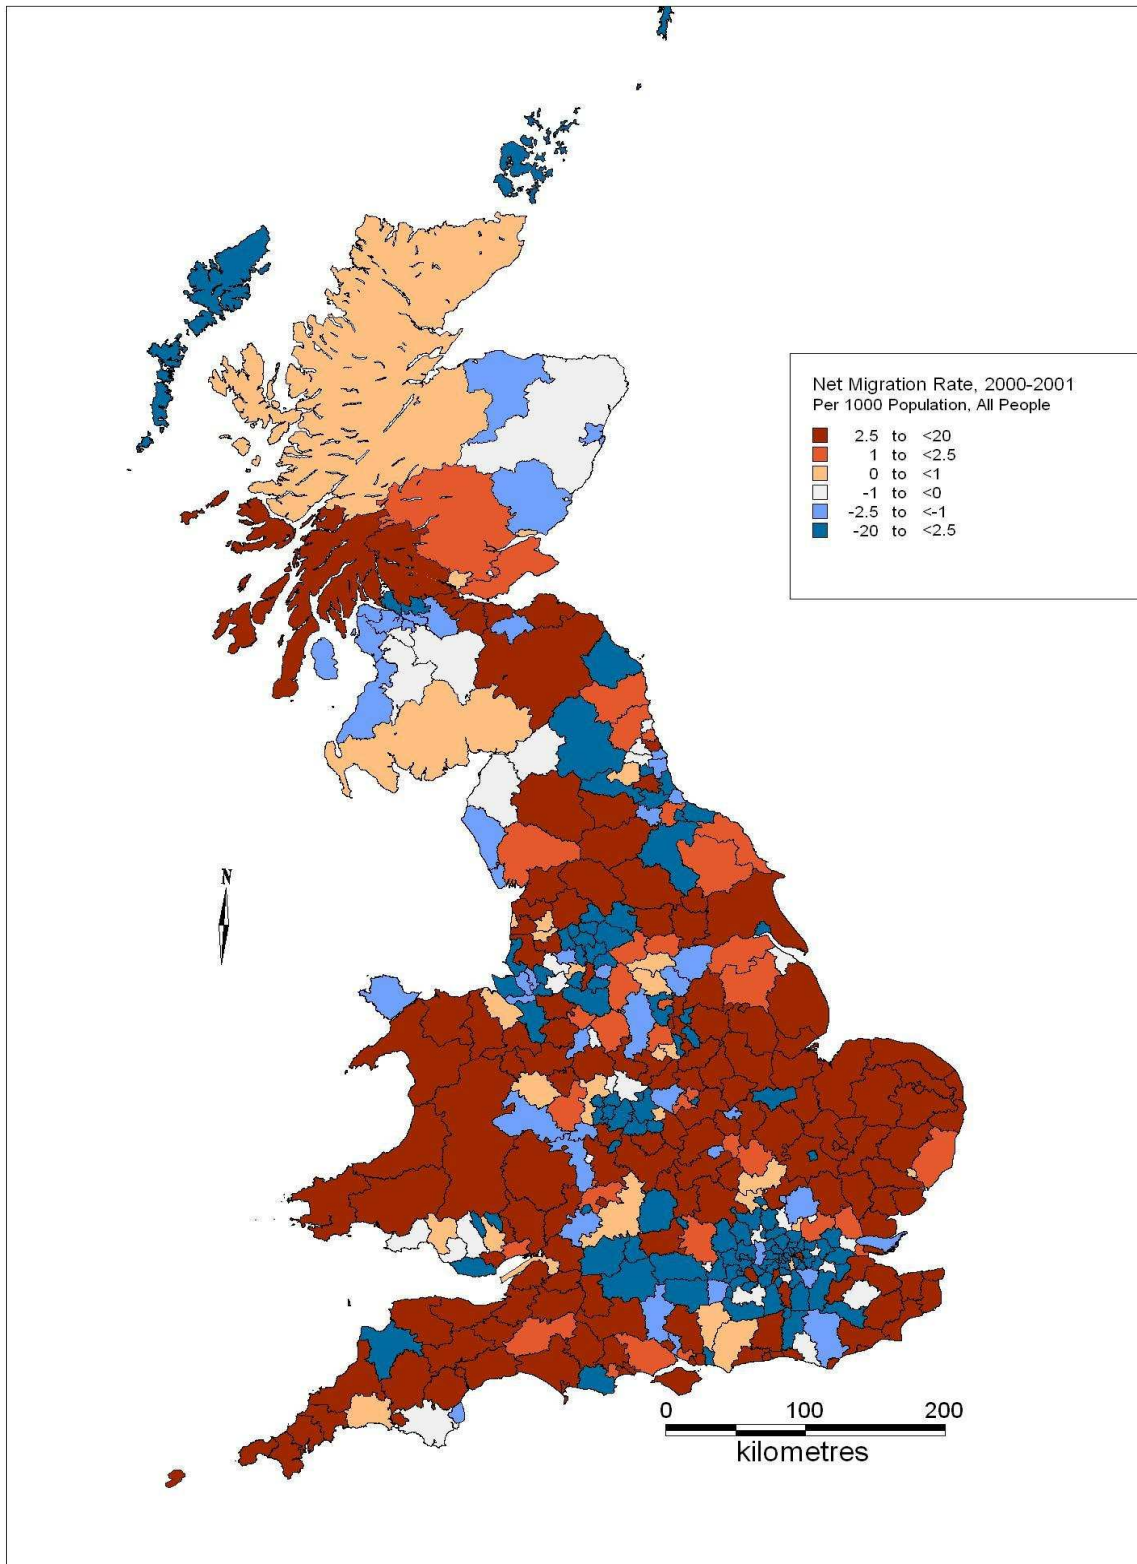 Net Migration Rate, 2000-2001
Per 1000 Population, All People
2.5 to <20
1 to <2.5
0 to <1
-1 to <0
-2.5 to <-1
-20 to <2.5
N
0 100 200
kilometres